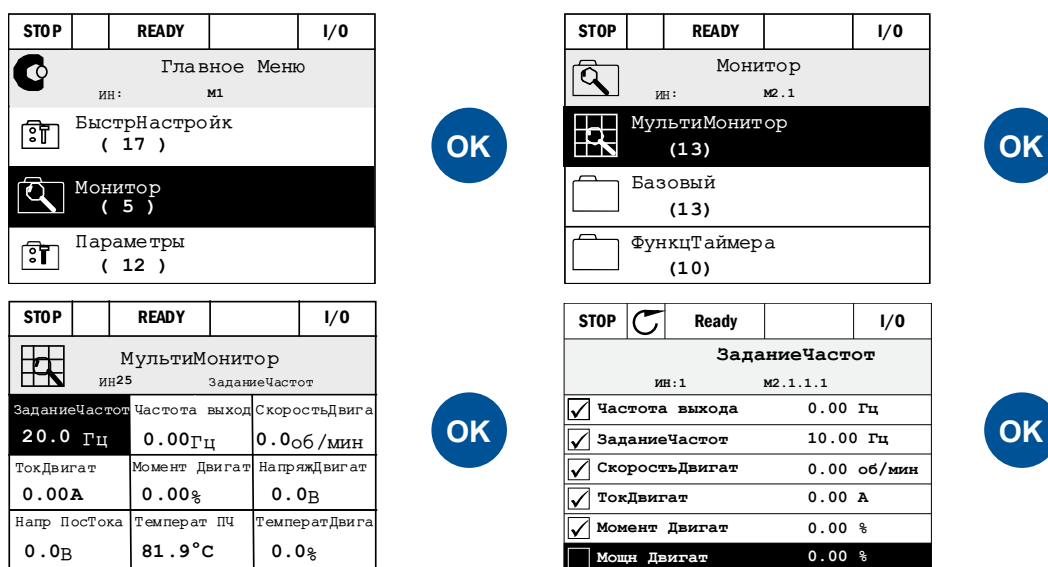 STOP READY I/O
Главное Меню
ИН: М1
БыстрНастройк
( 17 )
Монитор
( 5 )
Параметры
( 12 )
OK
STOP READY I/O
Монитор
ИН: М2.1
МультиМонитор
(13)
Базовый
(13)
ФункцТаймера
(10)
OK
STOP READY I/O
МультиМонитор
ИН25 ЗаданиеЧастот
ЗаданиеЧастот Частота выход СкоростьДвига
20.0 Гц 0.00Гц 0.0об/мин
ТокДвигат Момент Двигат НапряжДвигат
0.00А 0.00% 0.0В
Напр ПосТока Температ ПЧ ТемператДвига
0.0В 81.9°C 0.0%
OK
STOP Ready I/O
ЗаданиеЧастот
ИН:1 М2.1.1.1
Частота выхода 0.00 Гц
ЗаданиеЧастот 10.00 Гц
СкоростьДвигат 0.00 об/мин
ТокДвигат 0.00 А
Момент Двигат 0.00 %
Мощн Двигат 0.00 %
OK